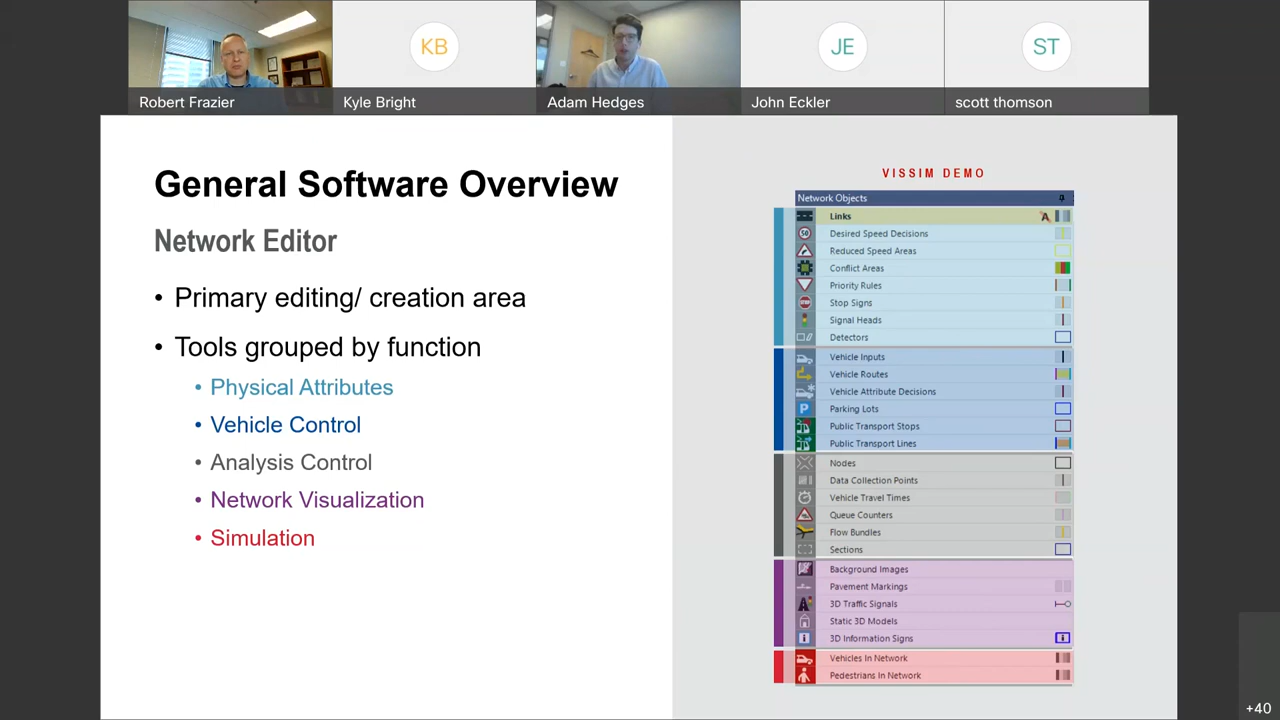 KB
JE
ST
Robert Frazier
Kyle Bright
Adam Hedges
John Eckler
scott thomson
General Software Overview
Network Editor
• Primary editing/ creation area
• Tools grouped by function
• Physical Attributes
• Vehicle Control
• Analysis Control
• Network Visualization
• Simulation
VISSIM DEMO
Network Objects
Links
50
Desired Speed Decisions
Reduced Speed Areas
Conflict Areas
Priority Rules
STOP
Stop Signs
Signal Heads
Detectors
Vehicle Inputs
Vehicle Routes
Vehicle Attribute Decisions
P
Parking Lots
Public Transport Stops
Public Transport Lines
Nodes
Data Collection Points
Vehicle Travel Times
Queue Counters
Flow Bundles
Sections
Background Images
Pavement Markings
3D Traffic Signals
Static 3D Models
3D Information Signs
Vehicles In Network
Pedestrians In Network
+40